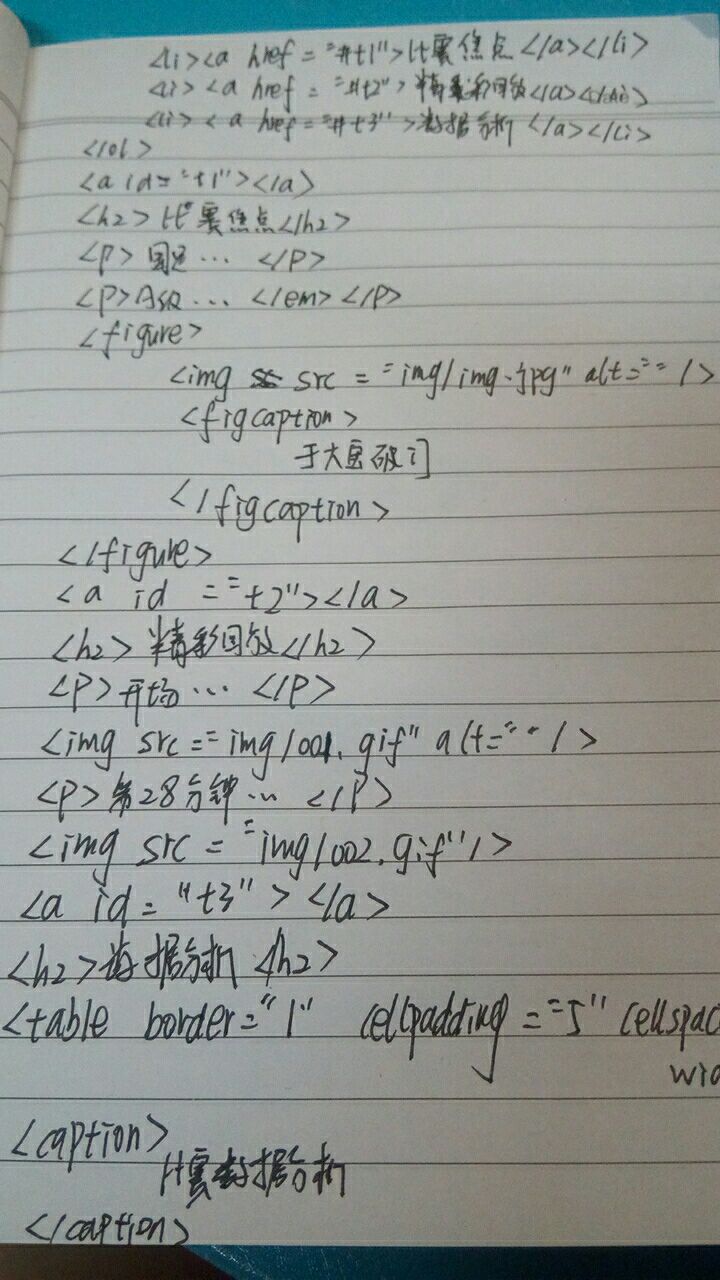 <li><a href="#t1">比赛焦点</a></li>
<li><a href="#t2">精彩回放</a></li>
<li><a href="#t3">数据分析</a></li>
</ol>
<a id="t1"></a>
<h2>比赛焦点</h2>
<p>国足...</p>
<p>A级...</em></p>
<figure>
<img src="img/img.jpg" alt=""/>
<figcaption>
于大宝破门
</figcaption>
</figure>
<a id="t2"></a>
<h2>精彩回放</h2>
<p>开场...</p>
<img src="img/001.gif" alt=""/>
<p>第28分钟...</p>
<img src="img/002.gif"/>
<a id="t3"></a>
<h2>数据分析<h2>
<table border="1" cellpadding="5" cellspac
wid
<caption>
比赛数据分析
</caption>